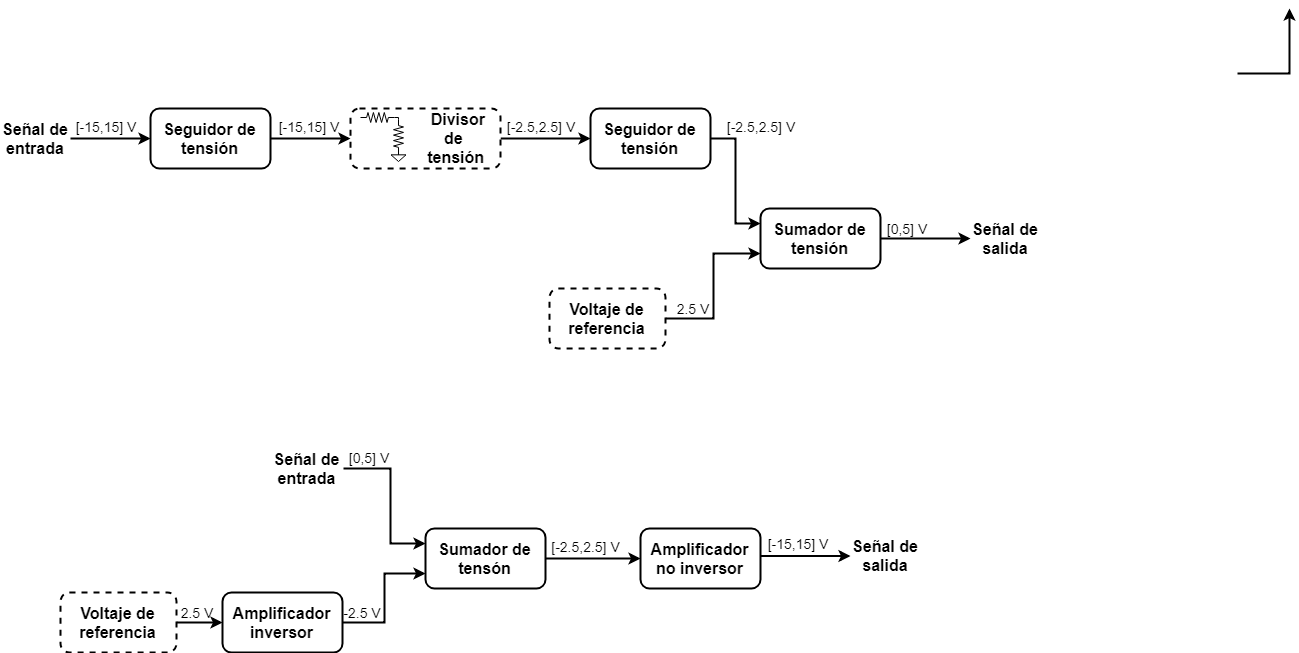 Señal de
entrada
[-15,15] V
Seguidor de
tensión
[-15,15] V
Divisor
de
tensión
[-2.5,2.5] V
Seguidor de
tensión
[-2.5,2.5] V
Sumador de
tensión
[0,5] V
Señal de
salida
Voltaje de
referencia
2.5 V
Señal de
entrada
[0,5] V
Sumador de
tensón
[-2.5,2.5] V
Amplificador
no inversor
[-15,15] V
Señal de
salida
Voltaje de
referencia
2.5 V
Amplificador
inversor
-2.5 V